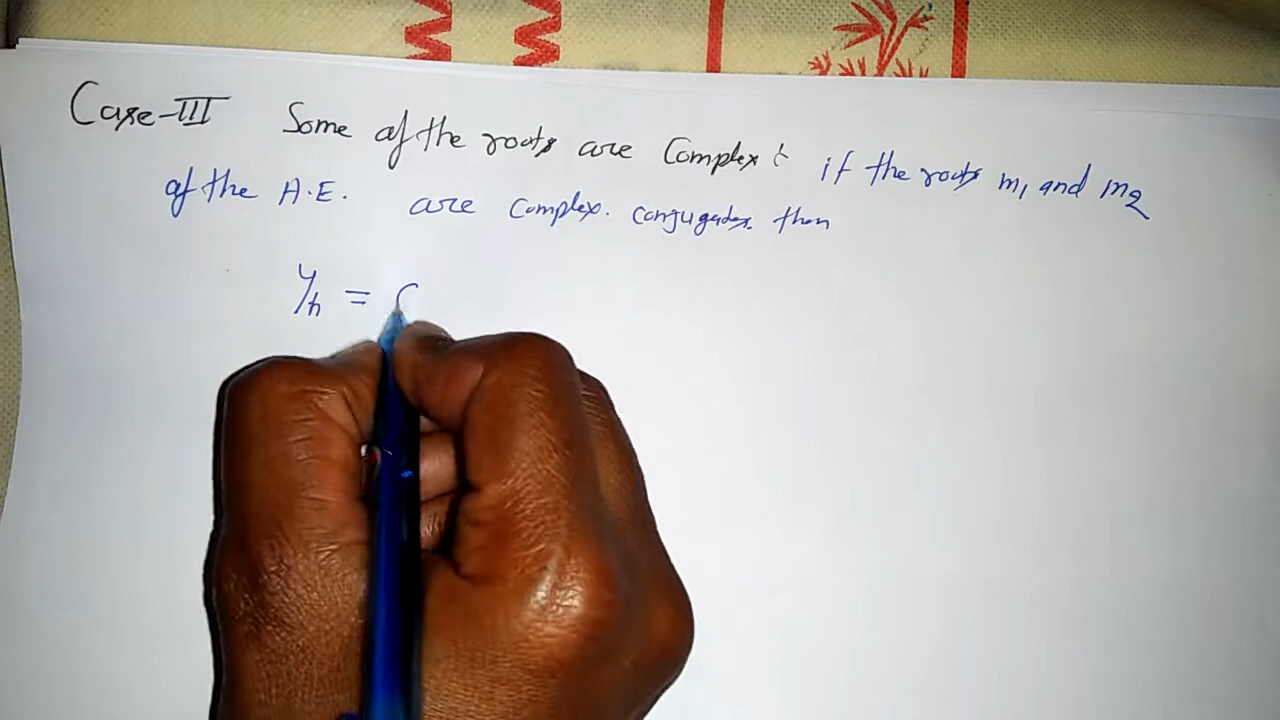 Case-III Some of the roots are Complex :- if the roots m₁ and m₂
of the A.E. are complex. conjugates. then
yₕ = C